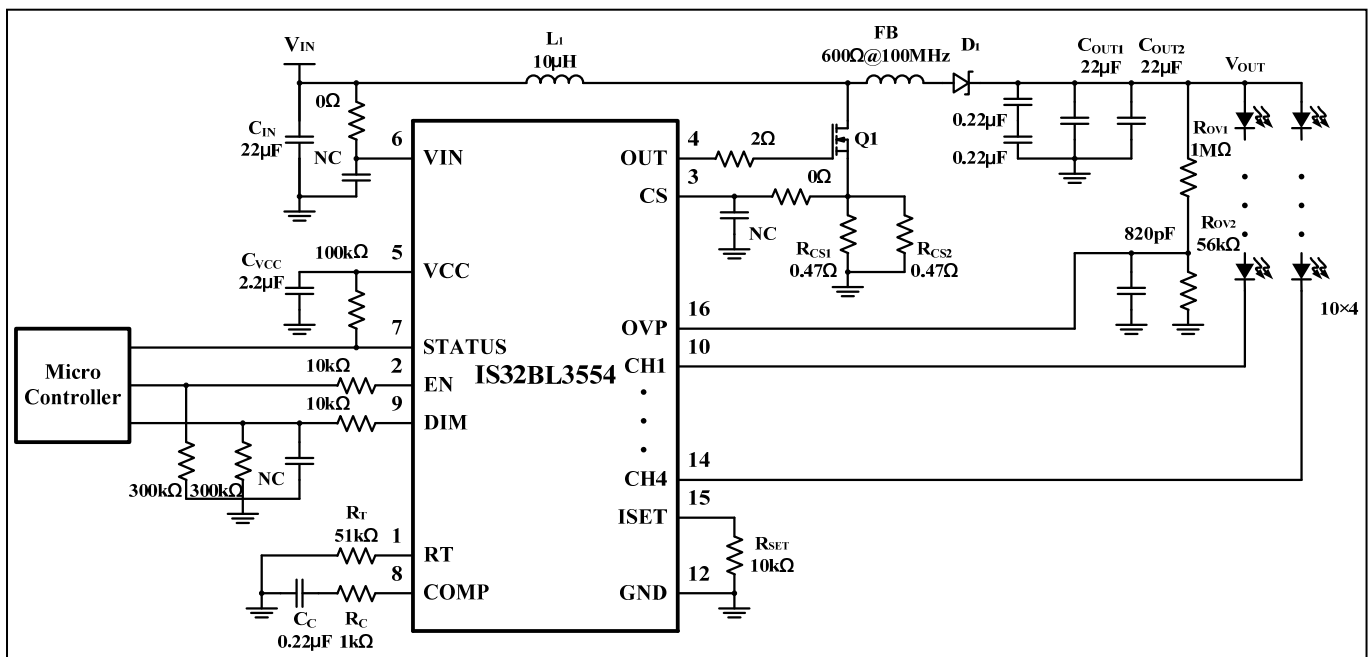 VIN
L1
10µH
FB
600Ω@100MHz
D1
COUT1
22µF
COUT2
22µF
VOUT
0Ω
CIN
22µF
NC
6
VIN
4
OUT
2Ω
Q1
0.22µF
0.22µF
ROV1
1MΩ
3
CS
0Ω
NC
RCS1
0.47Ω
RCS2
0.47Ω
820pF
ROV2
56kΩ
10×4
CVCC
2.2µF
100kΩ
5
VCC
16
OVP
7
STATUS
Micro
Controller
10kΩ
2
EN
10kΩ
9
DIM
IS32BL3554
10
CH1
14
CH4
300kΩ
300kΩ
NC
15
ISET
RSET
10kΩ
RT
51kΩ
1
RT
8
COMP
12
GND
CC
0.22µF
RC
1kΩ